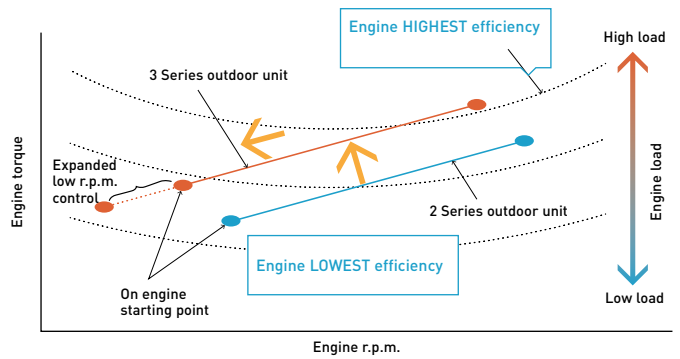 Engine HIGHEST efficiency
High load
3 Series outdoor unit
Expanded
low r.p.m.
control
Engine torque
Engine load
2 Series outdoor unit
Engine LOWEST efficiency
On engine
starting point
Low load
Engine r.p.m.